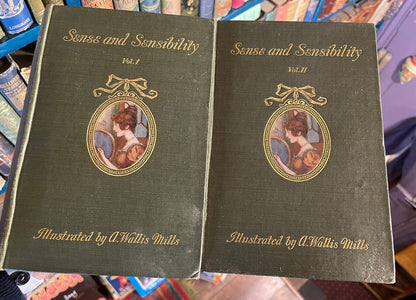 Sense and Sensibility
Vol. I
Illustrated by A. Wallis Mills
Sense and Sensibility
Vol. II
Illustrated by A. Wallis Mills